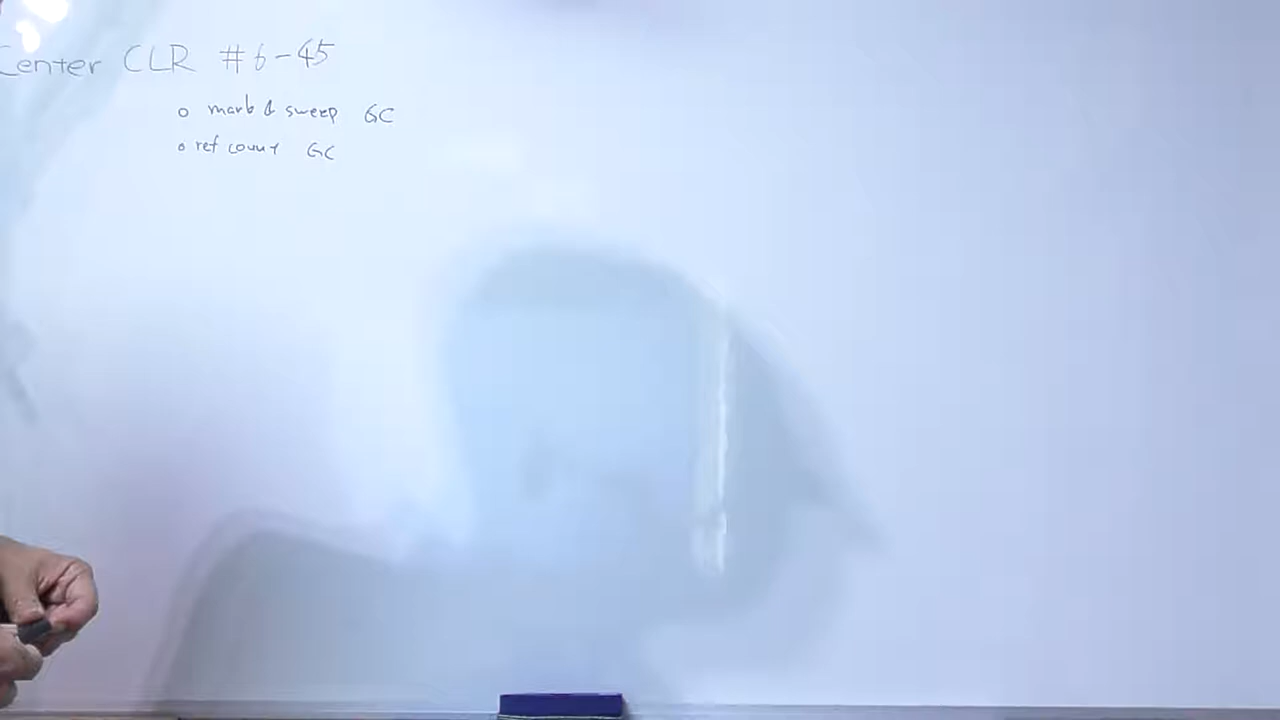 Center CLR #6-45
○ mark & sweep GC
○ ref count GC